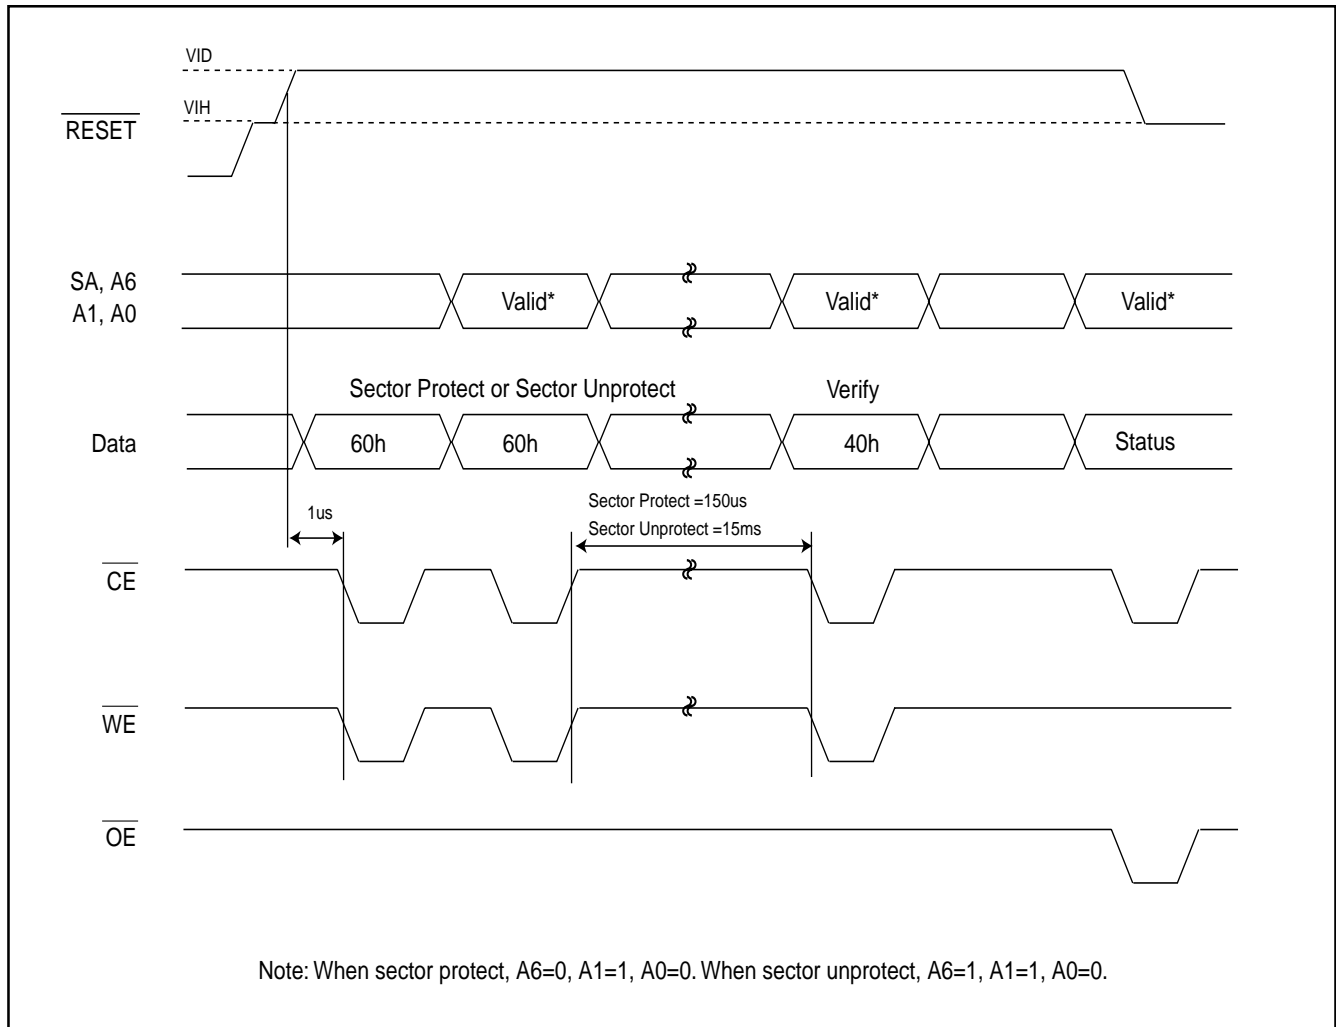 VID
VIH
RESET
SA, A6
A1, A0
Valid*
Valid*
Valid*
Sector Protect or Sector Unprotect
Verify
Data
60h
60h
40h
Status
1us
Sector Protect =150us
Sector Unprotect =15ms
CE
WE
OE
Note: When sector protect, A6=0, A1=1, A0=0. When sector unprotect, A6=1, A1=1, A0=0.